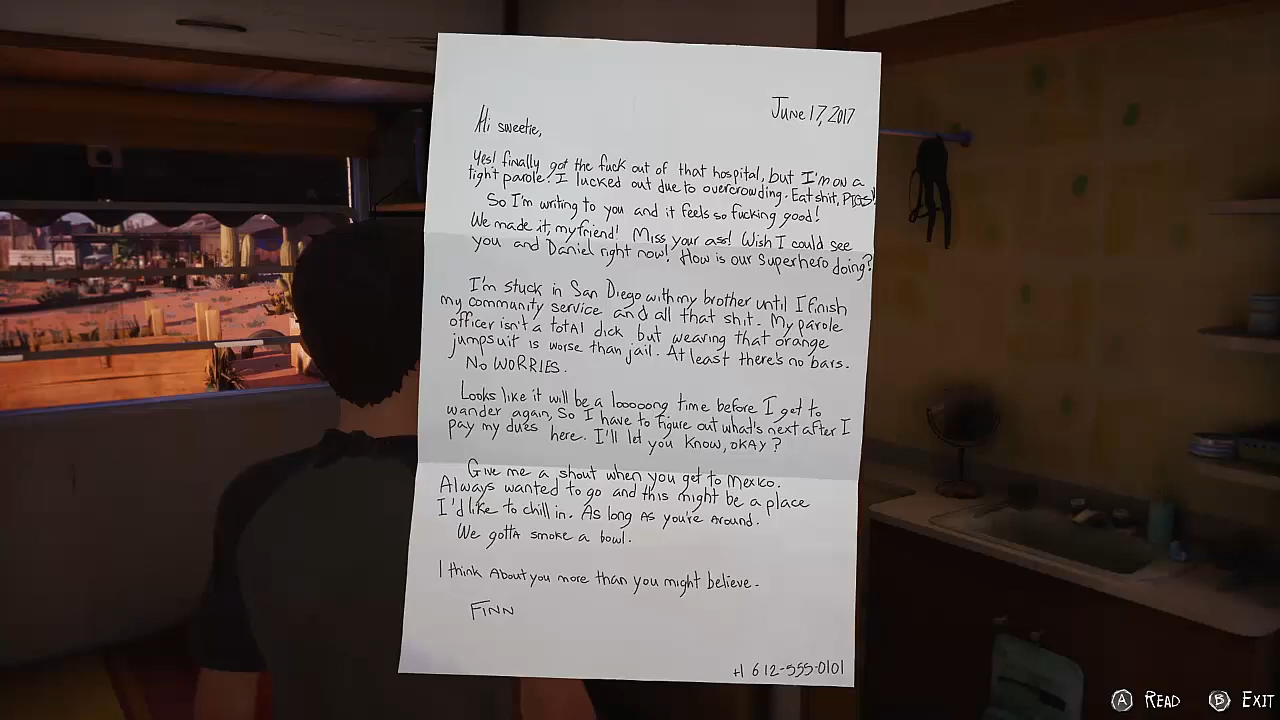 June 17, 2017
Hi sweetie,
Yes! finally got the fuck out of that hospital, but I'm on a
tight parole. I lucked out due to overcrowding. Eat shit, PIGS!
So I'm writing to you and it feels so fucking good!
We made it, my friend! Miss your ass! Wish I could see
you and Daniel right now! How is our Superhero doing?
I'm stuck in San Diego with my brother until I finish
my community service and all that shit. My parole
officer isn't a total dick but wearing that orange
jumpsuit is worse than jail. At least there's no bars.
No WORRIES.
Looks like it will be a looooong time before I get to
wander again, So I have to figure out what's next after I
pay my dues here. I'll let you know, okay?
Give me a shout when you get to Mexico.
Always wanted to go and this might be a place
I'd like to chill in. As long as you're around.
We gotta smoke a bowl.
I think About you more than you might believe.
FINN
+1 612-555-0101
A READ B EXIT